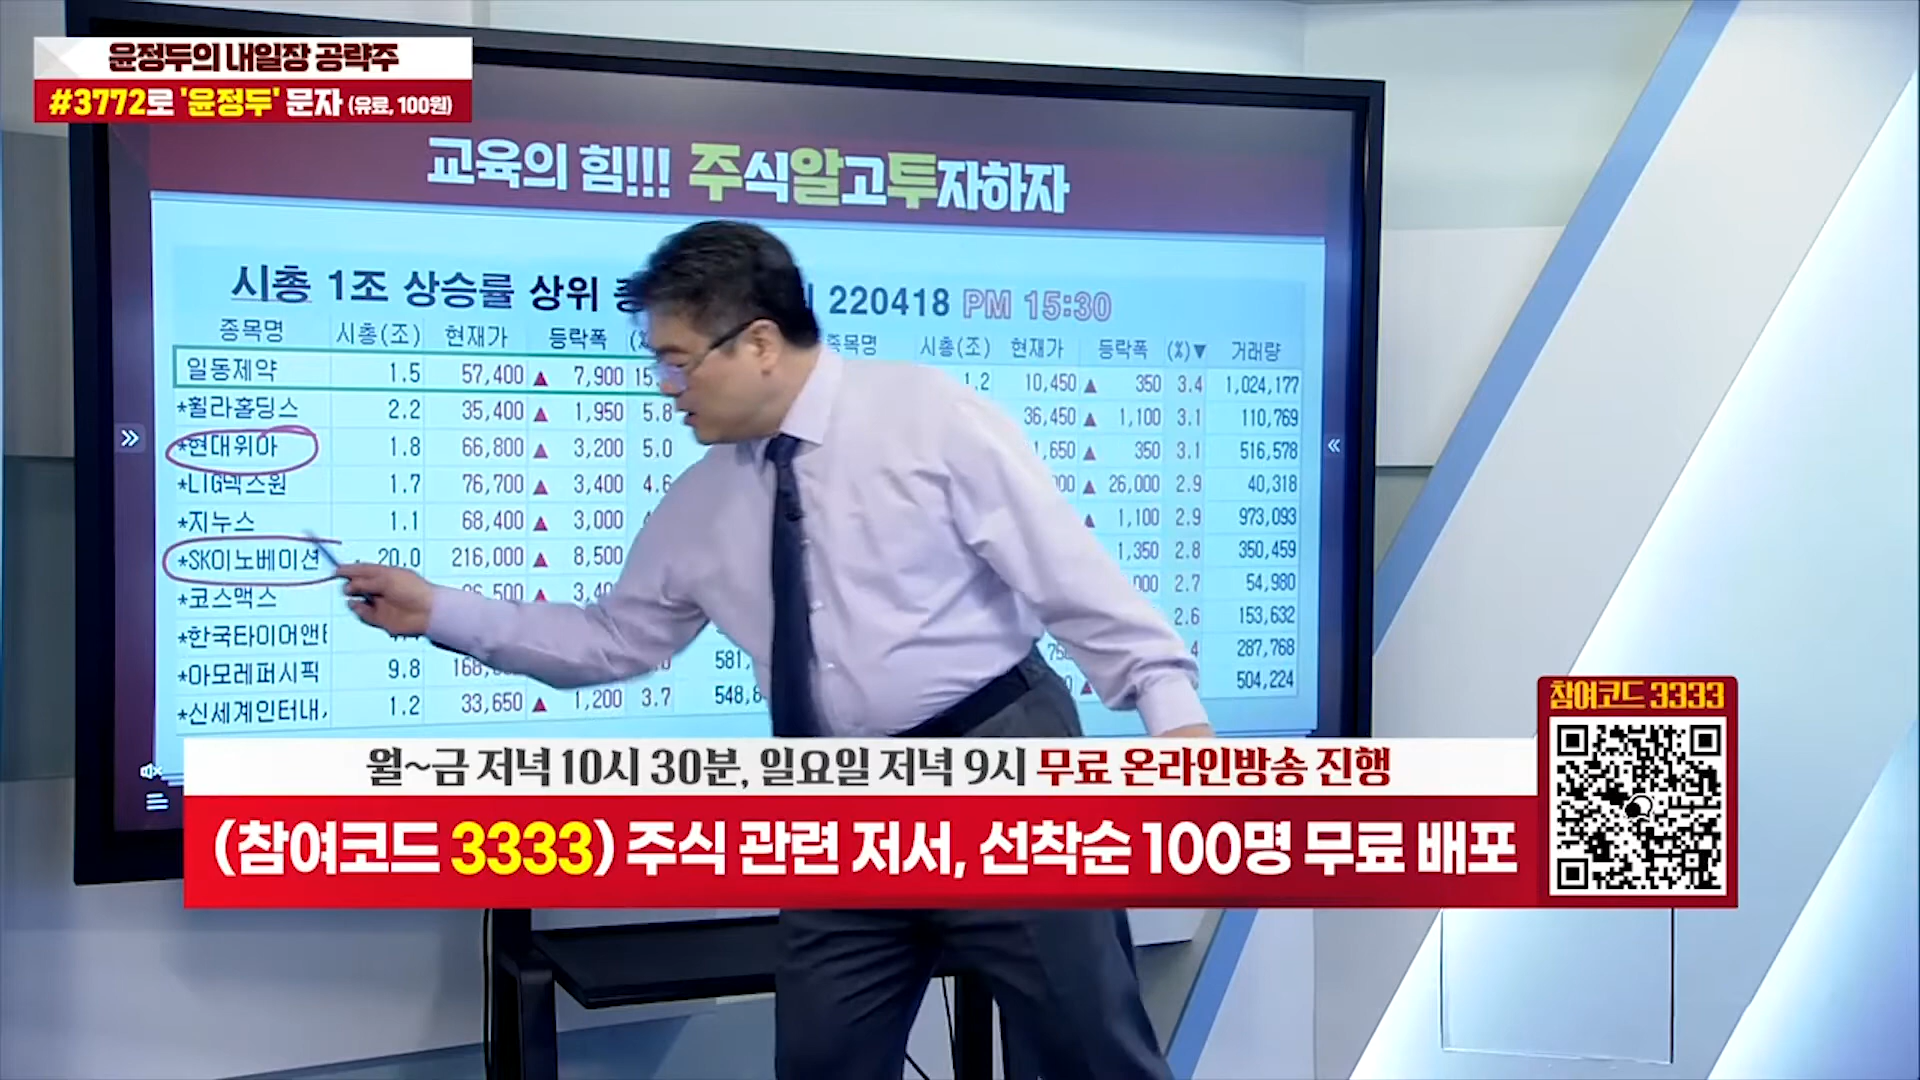 윤정두의 내일장 공략주
#3772로 '윤정두' 문자 (유료, 100원)
교육의 힘!!! 주식알고투자하자
시총 1조 상승률 상위 220418 PM 15:30
종목명 시총(조) 현재가 등락폭
일동제약 1.5 57,400 ▲ 7,900
*휠라홀딩스 2.2 35,400 ▲ 1,950 5.8
*현대위아 1.8 66,800 ▲ 3,200 5.0
*LIG넥스원 1.7 76,700 ▲ 3,400 4.6
*지누스 1.1 68,400 ▲ 3,000
*SK이노베이션 20.0 216,000 ▲ 8,500
*코스맥스
*한국타이어앤
*아모레퍼시픽 9.8
*신세계인터내 1.2 33,650 ▲ 1,200 3.7
종목명 시총(조) 현재가 등락폭 (%)▼ 거래량
1.2 10,450 ▲ 350 3.4 1,024,177
36,450 ▲ 1,100 3.1 110,769
▲ 350 3.1 516,578
▲ 26,000 2.9 40,318
▲ 1,100 2.9 973,093
1,350 2.8 350,459
2.7 54,980
2.6 153,632
287,768
504,224
월~금 저녁 10시 30분, 일요일 저녁 9시 무료 온라인방송 진행
(참여코드 3333) 주식 관련 저서, 선착순 100명 무료 배포
참여코드 3333